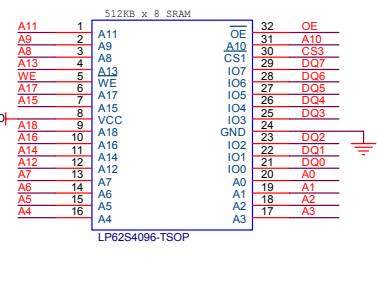 512KB x 8 SRAM
A11 1 A11 OE 32 OE
A9 2 A9 A10 31 A10
A8 3 A8 CS1 30 CS3
A13 4 A13 IO7 29 DQ7
WE 5 WE IO6 28 DQ6
A17 6 A17 IO5 27 DQ5
A15 7 A15 IO4 26 DQ4
8 VCC IO3 25 DQ3
A18 9 A18 GND 24
A16 10 A16 IO2 23 DQ2
A14 11 A14 IO1 22 DQ1
A12 12 A12 IO0 21 DQ0
A7 13 A7 A0 20 A0
A6 14 A6 A1 19 A1
A5 15 A5 A2 18 A2
A4 16 A4 A3 17 A3
LP62S4096-TSOP